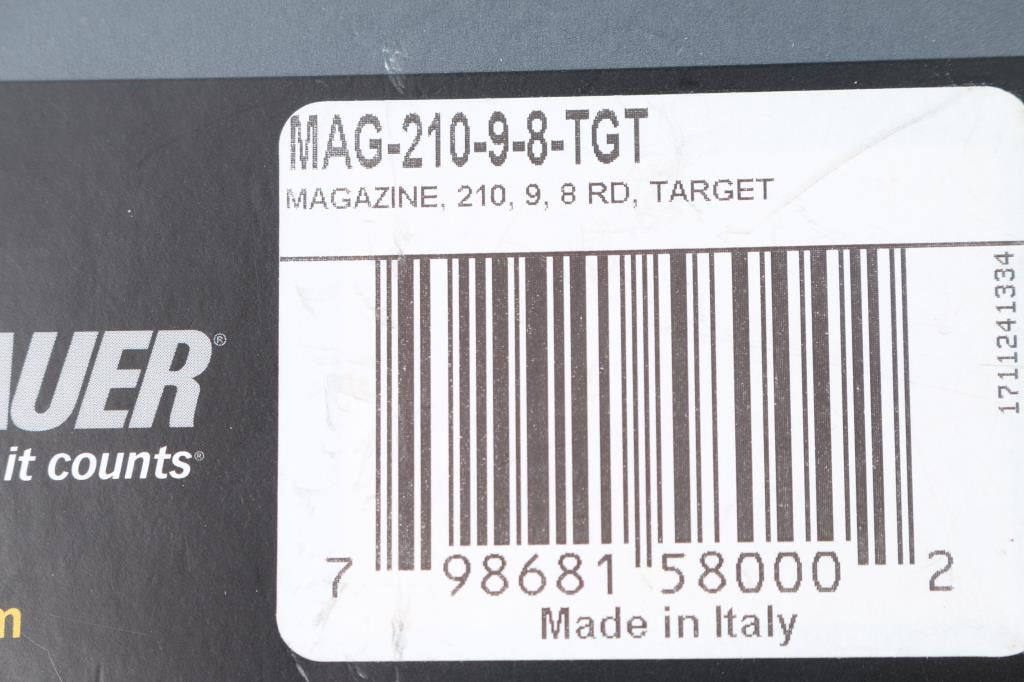 MAG-210-9-8-TGT
MAGAZINE, 210, 9, 8 RD, TARGET
1711241334
AUER®
it counts®
m
7 98681 58000 2
Made in Italy